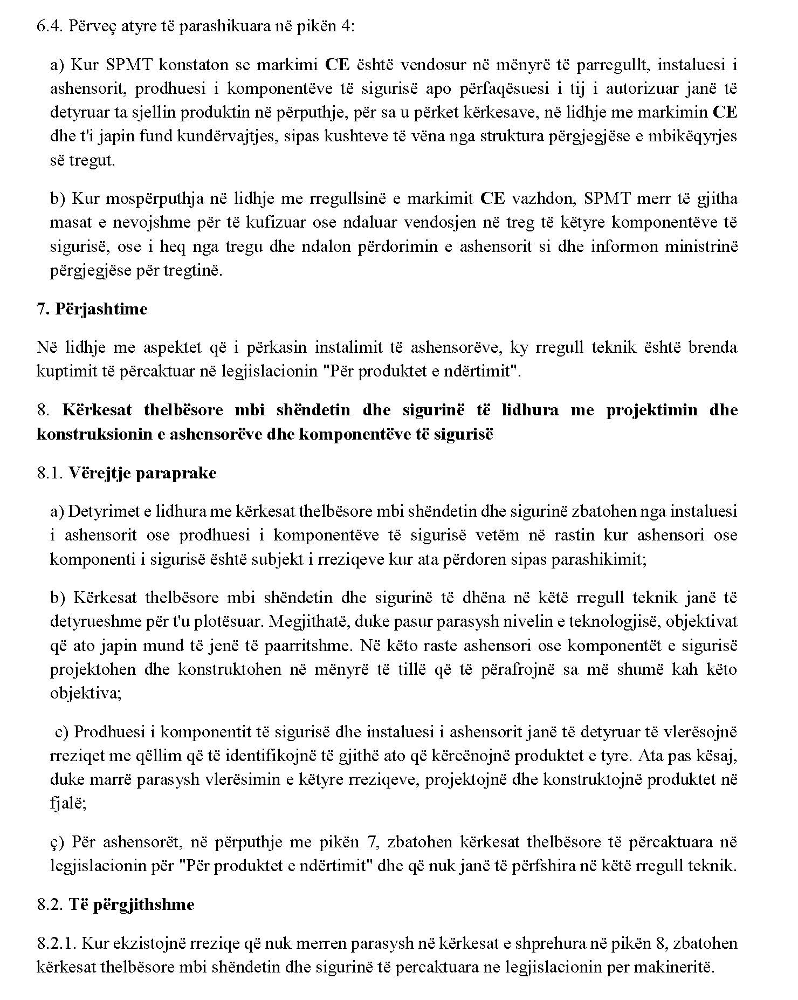 6.4. Përveç atyre të parashikuara në pikën 4:
a) Kur SPMT konstaton se markimi CE është vendosur në mënyrë të parregullt, instaluesi i
ashensorit, prodhuesi i komponentëve të sigurisë apo përfaqësuesi i tij i autorizuar janë të
detyruar ta sjellin produktin në përputhje, për sa u përket kërkesave, në lidhje me markimin CE
dhe t'i japin fund kundërvajtjes, sipas kushteve të vëna nga struktura përgjegjëse e mbikëqyrjes
së tregut.
b) Kur mospërputhja në lidhje me rregullsinë e markimit CE vazhdon, SPMT merr të gjitha
masat e nevojshme për të kufizuar ose ndaluar vendosjen në treg të këtyre komponentëve të
sigurisë, ose i heq nga tregu dhe ndalon përdorimin e ashensorit si dhe informon ministrinë
përgjegjëse për tregtinë.
7. Përjashtime
Në lidhje me aspektet që i përkasin instalimit të ashensorëve, ky rregull teknik është brenda
kuptimit të përcaktuar në legjislacionin "Për produktet e ndërtimit".
8. Kërkesat thelbësore mbi shëndetin dhe sigurinë të lidhura me projektimin dhe
konstruksionin e ashensorëve dhe komponentëve të sigurisë
8.1. Vërejtje paraprake
a) Detyrimet e lidhura me kërkesat thelbësore mbi shëndetin dhe sigurinë zbatohen nga instaluesi
i ashensorit ose prodhuesi i komponentëve të sigurisë vetëm në rastin kur ashensori ose
komponenti i sigurisë është subjekt i rreziqeve kur ata përdoren sipas parashikimit;
b) Kërkesat thelbësore mbi shëndetin dhe sigurinë të dhëna në këtë rregull teknik janë të
detyrueshme për t'u plotësuar. Megjithatë, duke pasur parasysh nivelin e teknologjisë, objektivat
që ato japin mund të jenë të paarritshme. Në këto raste ashensori ose komponentët e sigurisë
projektohen dhe konstruktohen në mënyrë të tillë që të përafrojnë sa më shumë kah këto
objektiva;
c) Prodhuesi i komponentit të sigurisë dhe instaluesi i ashensorit janë të detyruar të vlerësojnë
rreziqet me qëllim që të identifikojnë të gjithë ato që kërcënojnë produktet e tyre. Ata pas kësaj,
duke marrë parasysh vlerësimin e këtyre rreziqeve, projektojnë dhe konstruktojnë produktet në
fjalë;
ç) Për ashensorët, në përputhje me pikën 7, zbatohen kërkesat thelbësore të përcaktuara në
legjislacionin për "Për produktet e ndërtimit" dhe që nuk janë të përfshira në këtë rregull teknik.
8.2. Të përgjithshme
8.2.1. Kur ekzistojnë rreziqe që nuk merren parasysh në kërkesat e shprehura në pikën 8, zbatohen
kërkesat thelbësore mbi shëndetin dhe sigurinë të percaktuara ne legjislacionin per makineritë.